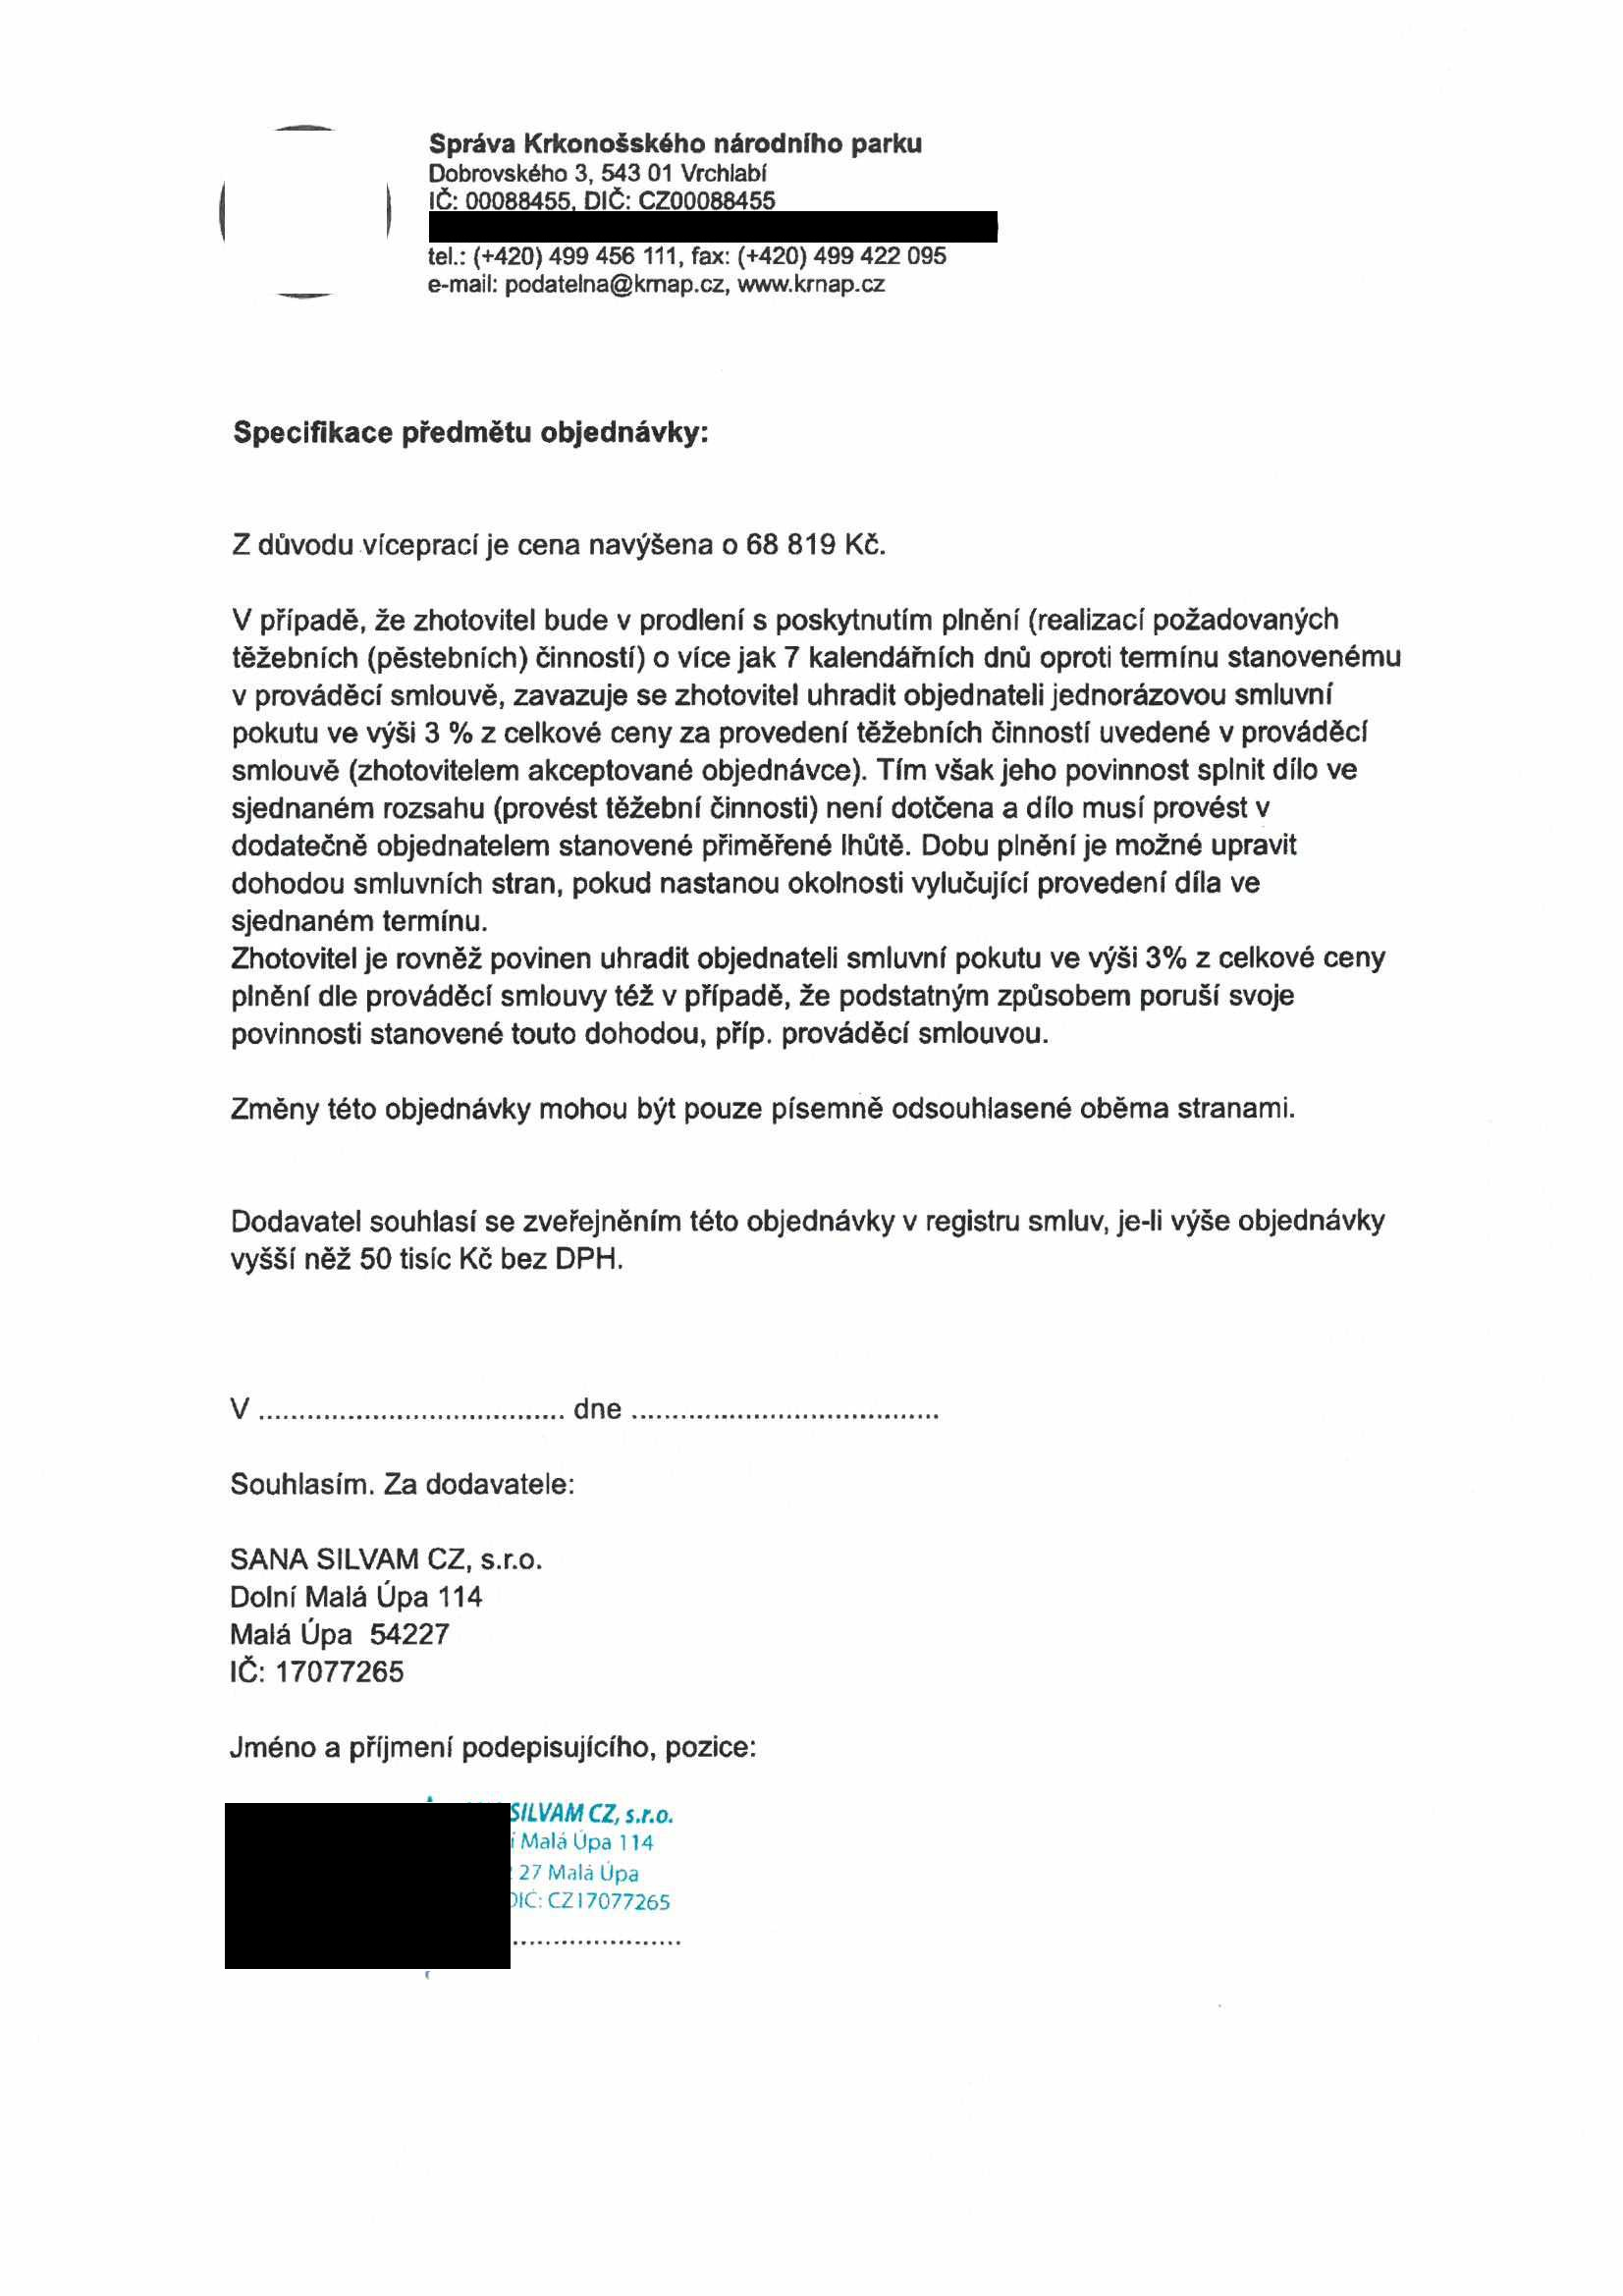 Správa Krkonošského národního parku
Dobrovského 3, 543 01 Vrchlabí
IČ: 00088455, DIČ: CZ00088455
tel.: (+420) 499 456 111, fax: (+420) 499 422 095
e-mail: podatelna@krnap.cz, www.krnap.cz
Specifikace předmětu objednávky:
Z důvodu víceprací je cena navýšena o 68 819 Kč.
V případě, že zhotovitel bude v prodlení s poskytnutím plnění (realizací požadovaných
těžebních (pěstebních) činností) o více jak 7 kalendářních dnů oproti termínu stanovenému
v prováděcí smlouvě, zavazuje se zhotovitel uhradit objednateli jednorázovou smluvní
pokutu ve výši 3 % z celkové ceny za provedení těžebních činností uvedené v prováděcí
smlouvě (zhotovitelem akceptované objednávce). Tím však jeho povinnost splnit dílo ve
sjednaném rozsahu (provést těžební činnosti) není dotčena a dílo musí provést v
dodatečně objednatelem stanovené přiměřené lhůtě. Dobu plnění je možné upravit
dohodou smluvních stran, pokud nastanou okolnosti vylučující provedení díla ve
sjednaném termínu.
Zhotovitel je rovněž povinen uhradit objednateli smluvní pokutu ve výši 3% z celkové ceny
plnění dle prováděcí smlouvy též v případě, že podstatným způsobem poruší svoje
povinnosti stanovené touto dohodou, příp. prováděcí smlouvou.
Změny této objednávky mohou být pouze písemně odsouhlasené oběma stranami.
Dodavatel souhlasí se zveřejněním této objednávky v registru smluv, je-li výše objednávky
vyšší něž 50 tisíc Kč bez DPH.
V ..................................... dne .....................................
Souhlasím. Za dodavatele:
SANA SILVAM CZ, s.r.o.
Dolní Malá Úpa 114
Malá Úpa 54227
IČ: 17077265
Jméno a příjmení podepisujícího, pozice:
SILVAM CZ, s.r.o.
Malá Úpa 114
27 Malá Úpa
DIČ: CZ17077265
.....................